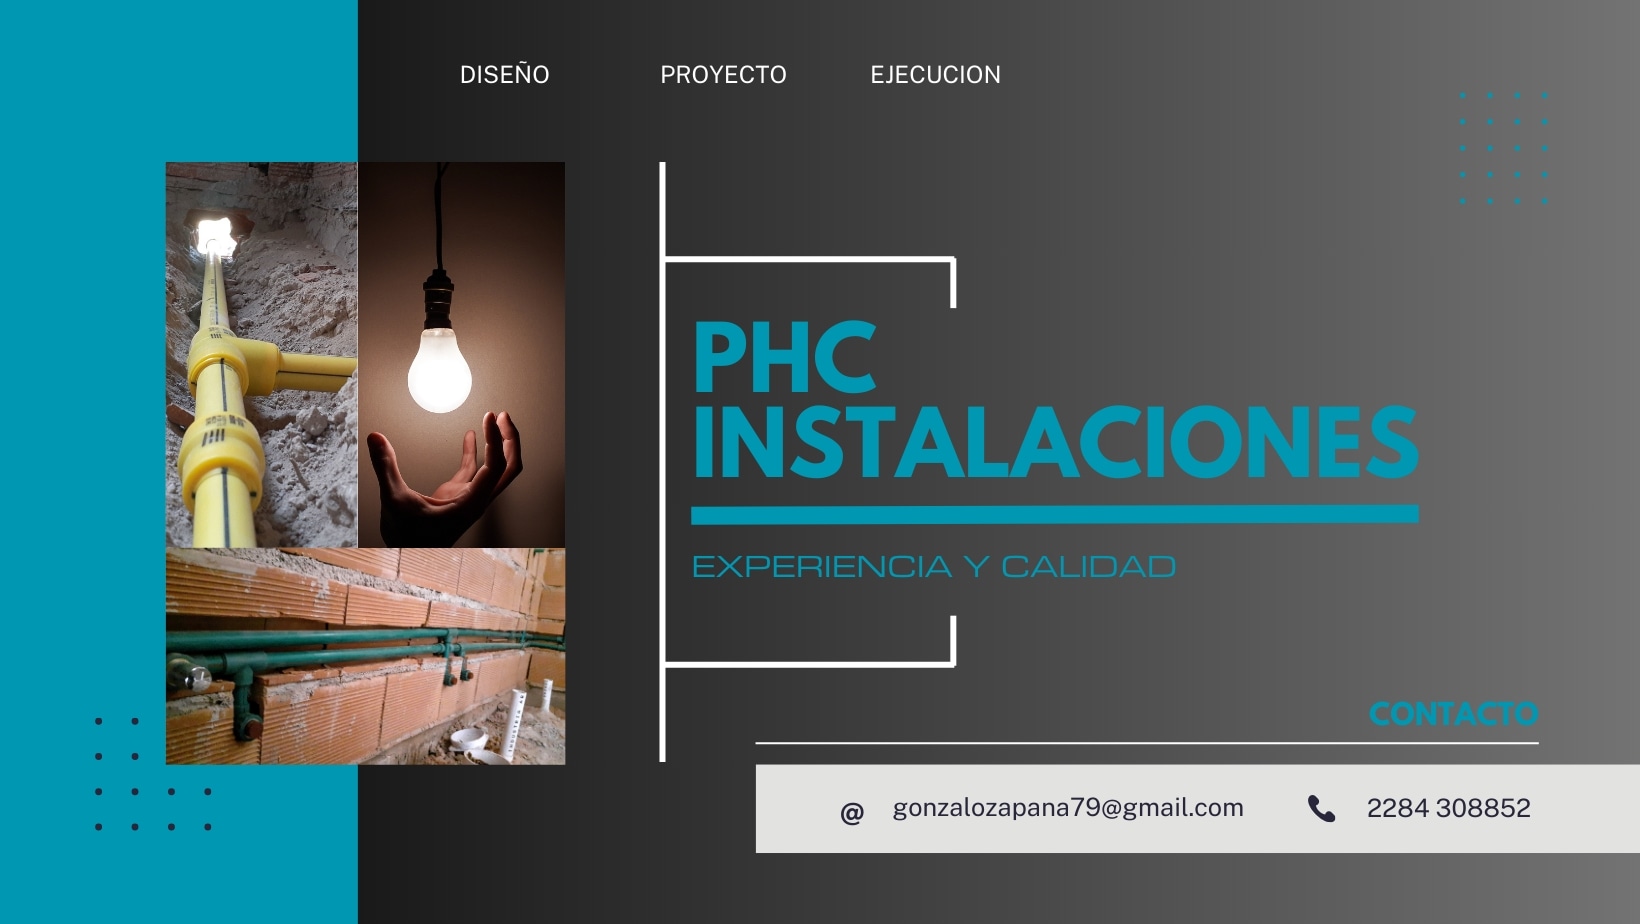 DISEÑO PROYECTO EJECUCION
PHC
INSTALACIONES
EXPERIENCIA Y CALIDAD
CONTACTO
@ gonzalozapana79@gmail.com 2284 308852